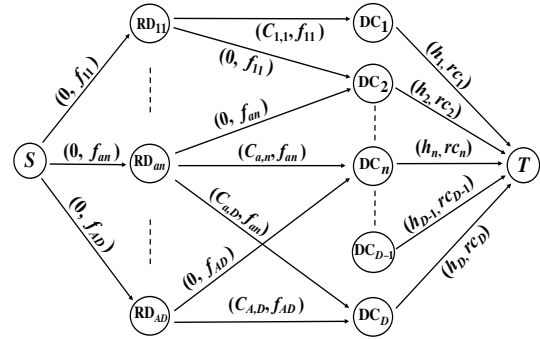 RD11
(C1,1, f11)
DC1
(0, f11)
(0, f11)
(h1, rc1)
DC2
(h2, rc2)
(0, fan)
S
(0, fan)
RDan
(Ca,n, fan)
DCn
(hn, rcn)
T
(Ca,D, fan)
(0, fAD)
(0, fAD)
(hD-1, rcD-1)
DCD-1
(hD, rcD)
RDAD
(CA,D, fAD)
DCD